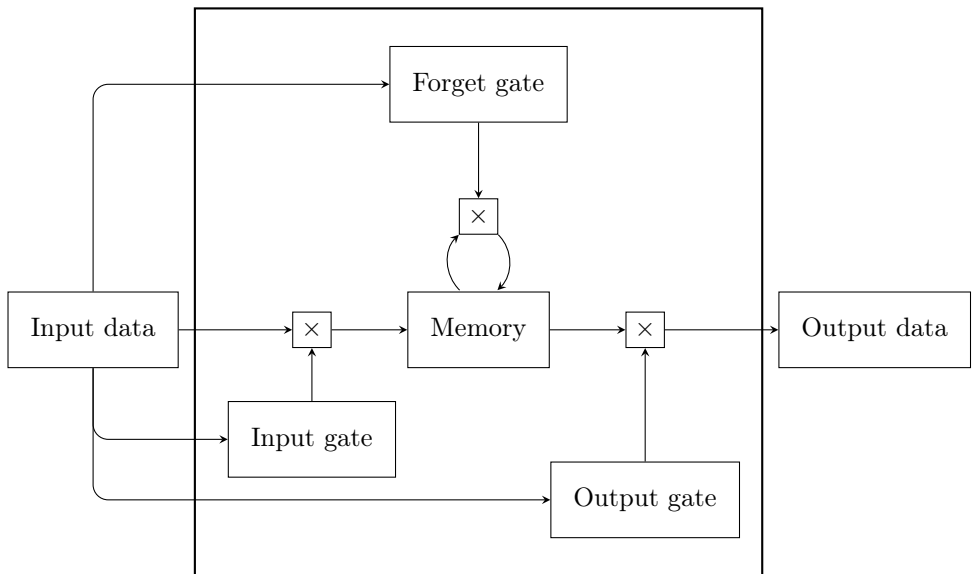 Forget gate
×
Input data
×
Memory
×
Output data
Input gate
Output gate